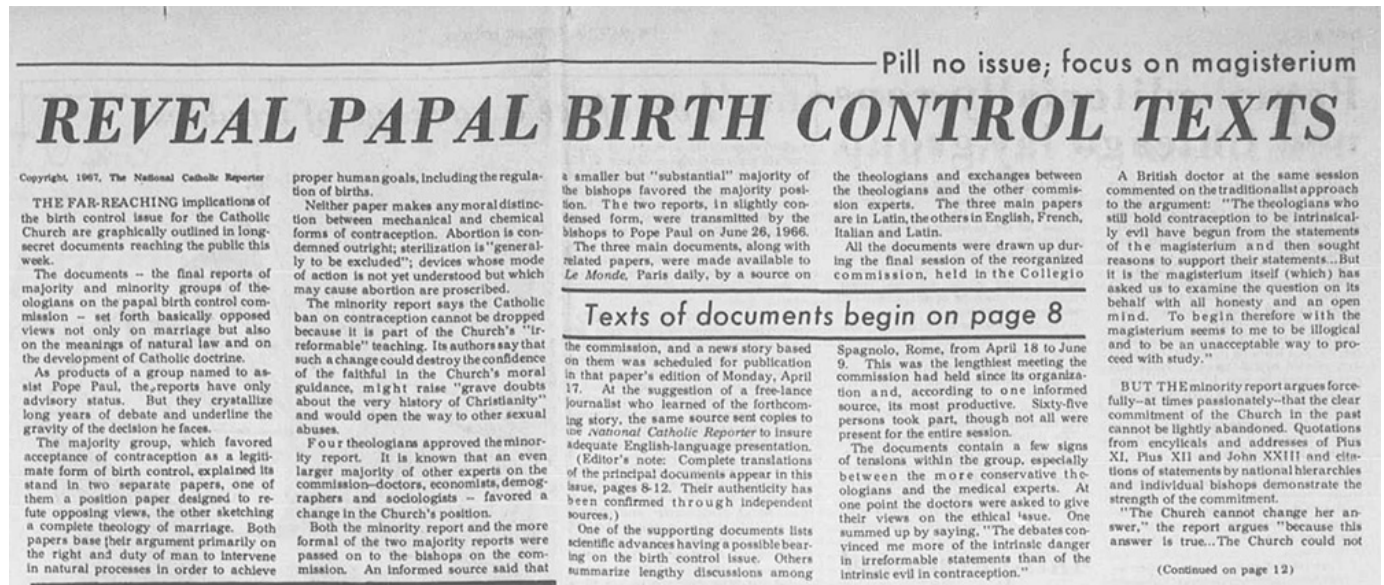 Pill no issue; focus on magisterium
REVEAL PAPAL BIRTH CONTROL TEXTS
Copyright, 1967, The National Catholic Reporter
THE FAR-REACHING implications of
the birth control issue for the Catholic
Church are graphically outlined in long-
secret documents reaching the public this
week.
The documents -- the final reports of
majority and minority groups of the-
ologians on the papal birth control com-
mission -- set forth basically opposed
views not only on marriage but also
on the meanings of natural law and on
the development of Catholic doctrine.
As products of a group named to as-
sist Pope Paul, the reports have only
advisory status. But they crystallize
long years of debate and underline the
gravity of the decision he faces.
The majority group, which favored
acceptance of contraception as a legiti-
mate form of birth control, explained its
stand in two separate papers, one of
them a position paper designed to re-
fute opposing views, the other sketching
a complete theology of marriage. Both
papers base their argument primarily on
the right and duty of man to intervene
in natural processes in order to achieve
proper human goals, including the regula-
tion of births.
Neither paper makes any moral distinc-
tion between mechanical and chemical
forms of contraception. Abortion is con-
demned outright; sterilization is "general-
ly to be excluded"; devices whose mode
of action is not yet understood but which
may cause abortion are proscribed.
The minority report says the Catholic
ban on contraception cannot be dropped
because it is part of the Church's "ir-
reformable" teaching. Its authors say that
such a change could destroy the confidence
of the faithful in the Church's moral
guidance, might raise "grave doubts
about the very history of Christianity"
and would open the way to other sexual
abuses.
Four theologians approved the minor-
ity report. It is known that an even
larger majority of other experts on the
commission--doctors, economists, demog-
raphers and sociologists - favored a
change in the Church's position.
Both the minority report and the more
formal of the two majority reports were
passed on to the bishops on the com-
mission. An informed source said that
a smaller but "substantial" majority of
the bishops favored the majority posi-
tion. The two reports, in slightly con-
densed form, were transmitted by the
bishops to Pope Paul on June 26, 1966.
The three main documents, along with
related papers, were made available to
Le Monde, Paris daily, by a source on
the commission, and a news story based
on them was scheduled for publication
in that paper's edition of Monday, April
17. At the suggestion of a free-lance
journalist who learned of the forthcom-
ing story, the same source sent copies to
the National Catholic Reporter to insure
adequate English-language presentation.
(Editor's note: Complete translations
of the principal documents appear in this
issue, pages 8-12. Their authenticity has
been confirmed through independent
sources.)
One of the supporting documents lists
scientific advances having a possible bear-
ing on the birth control issue. Others
summarize lengthy discussions among
the theologians and exchanges between
the theologians and the other commis-
sion experts. The three main papers
are in Latin, the others in English, French,
Italian and Latin.
All the documents were drawn up dur-
ing the final session of the reorganized
commission, held in the Collegio
Texts of documents begin on page 8
Spagnolo, Rome, from April 18 to June
9. This was the lengthiest meeting the
commission had held since its organiza-
tion and, according to one informed
source, its most productive. Sixty-five
persons took part, though not all were
present for the entire session.
The documents contain a few signs
of tensions within the group, especially
between the more conservative the-
ologians and the medical experts. At
one point the doctors were asked to give
their views on the ethical issue. One
summed up by saying, "The debates con-
vinced me more of the intrinsic danger
in irreformable statements than of the
intrinsic evil in contraception."
A British doctor at the same session
commented on the traditionalist approach
to the argument: "The theologians who
still hold contraception to be intrinsical-
ly evil have begun from the statements
of the magisterium and then sought
reasons to support their statements...But
it is the magisterium itself (which) has
asked us to examine the question on its
behalf with all honesty and an open
mind. To begin therefore with the
magisterium seems to me to be illogical
and to be an unacceptable way to pro-
ceed with study."
BUT THE minority report argues force-
fully--at times passionately--that the clear
commitment of the Church in the past
cannot be lightly abandoned. Quotations
from encylicals and addresses of Pius
XI, Pius XII and John XXIII and cita-
tions of statements by national hierarchies
and individual bishops demonstrate the
strength of the commitment.
"The Church cannot change her an-
swer," the report argues "because this
answer is true...The Church could not
(Continued on page 12)